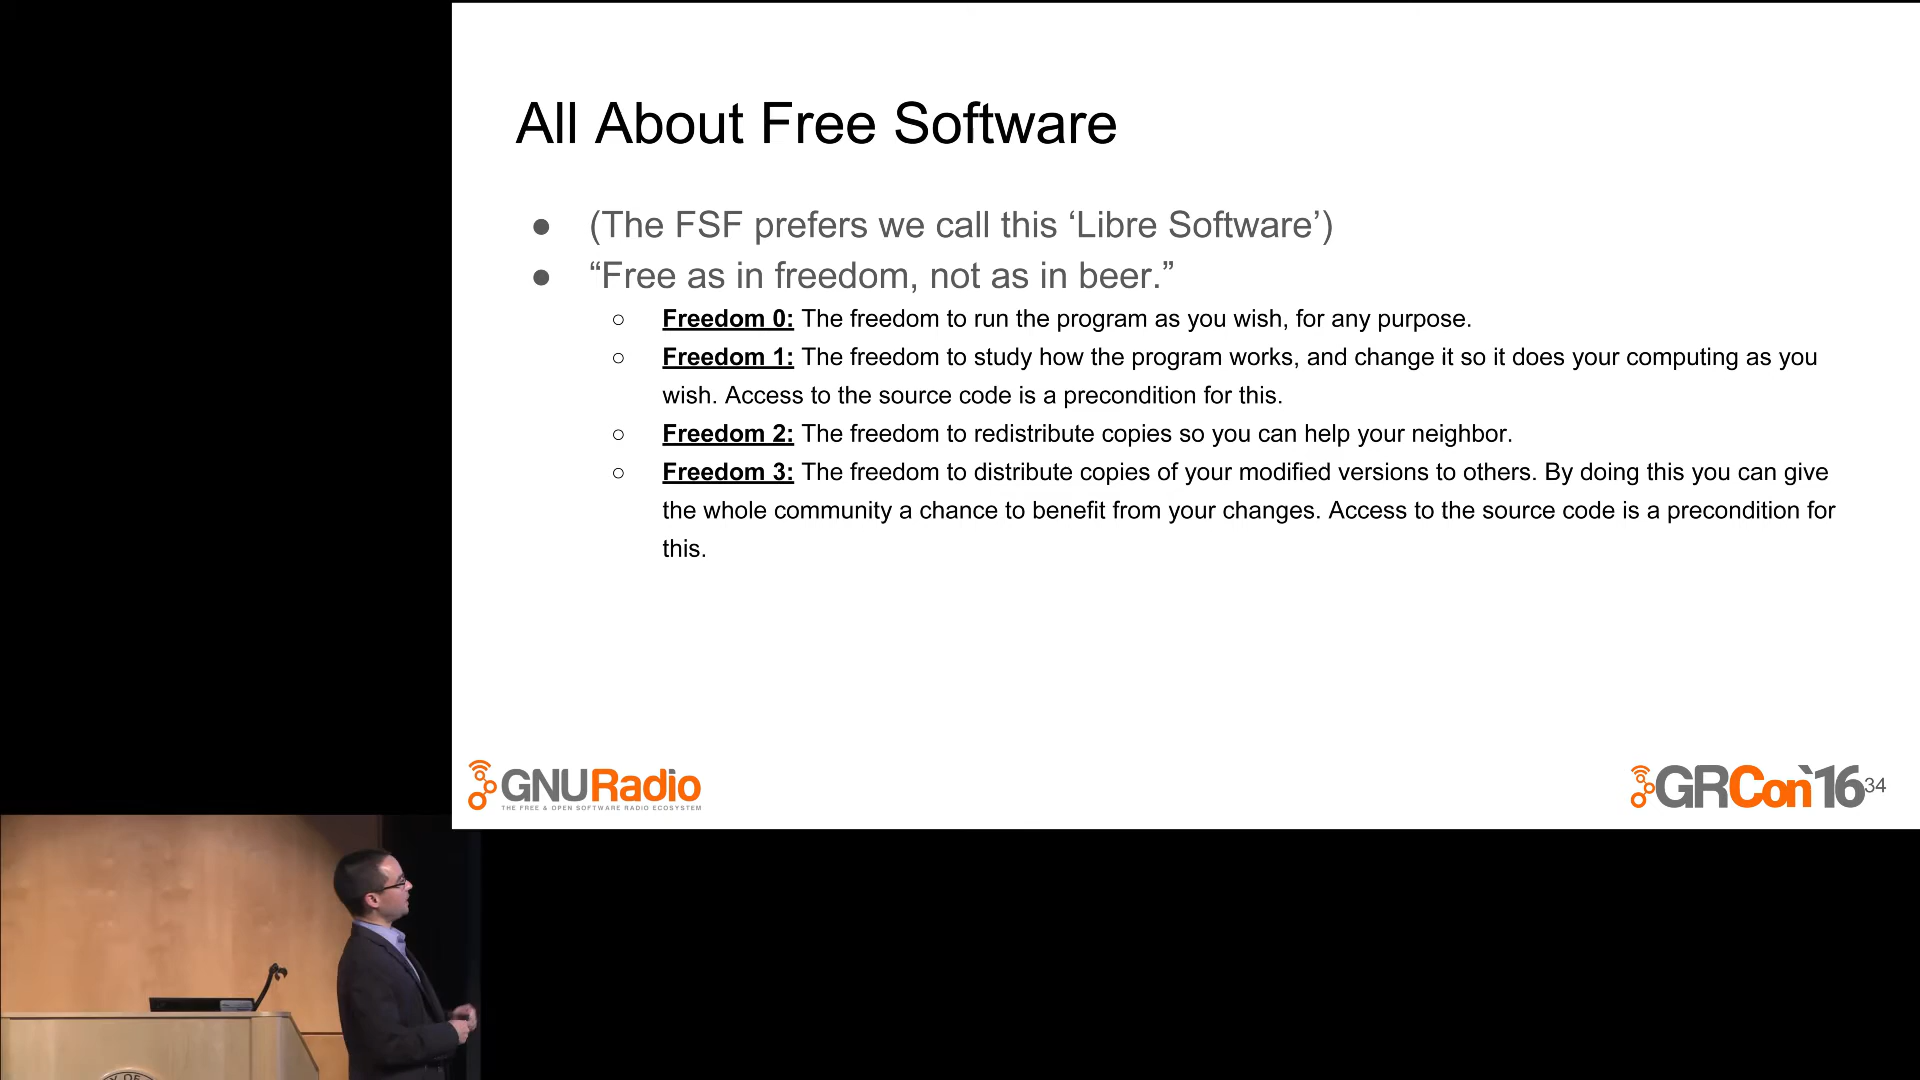 All About Free Software
● (The FSF prefers we call this ‘Libre Software’)
● “Free as in freedom, not as in beer.”
○ Freedom 0: The freedom to run the program as you wish, for any purpose.
○ Freedom 1: The freedom to study how the program works, and change it so it does your computing as you
wish. Access to the source code is a precondition for this.
○ Freedom 2: The freedom to redistribute copies so you can help your neighbor.
○ Freedom 3: The freedom to distribute copies of your modified versions to others. By doing this you can give
the whole community a chance to benefit from your changes. Access to the source code is a precondition for
this.
GNURadio
THE FREE & OPEN SOFTWARE RADIO ECOSYSTEM
GRCon`16
34